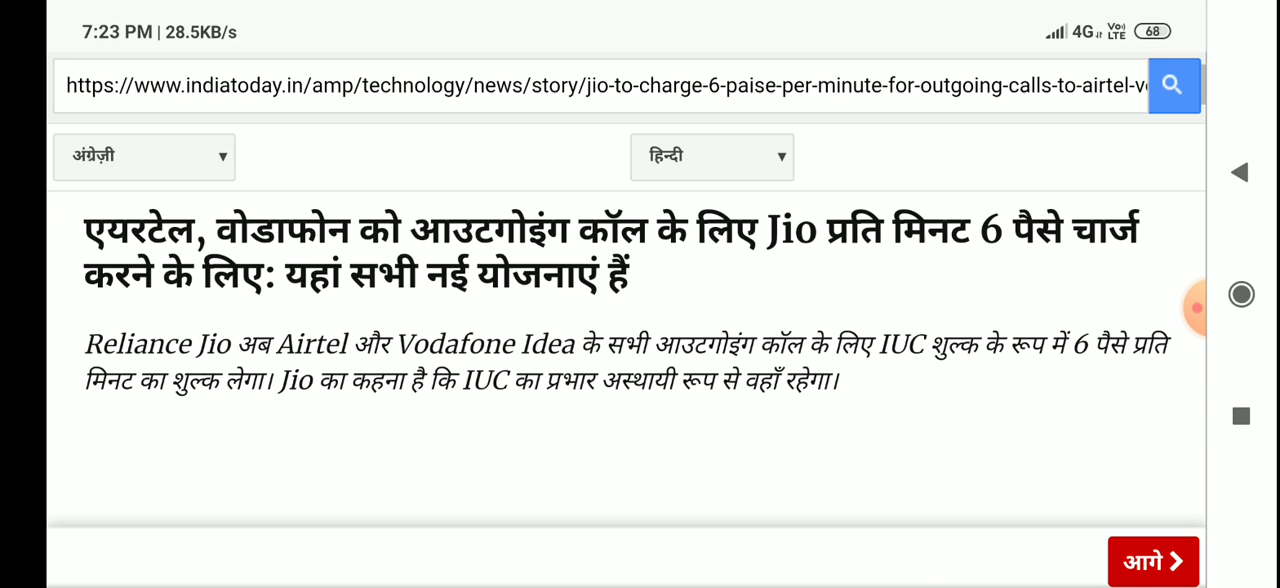 7:23 PM | 28.5KB/s
4G VoLTE 68
https://www.indiatoday.in/amp/technology/news/story/jio-to-charge-6-paise-per-minute-for-outgoing-calls-to-airtel-v
अंग्रेज़ी
हिन्दी
एयरटेल, वोडाफोन को आउटगोइंग कॉल के लिए Jio प्रति मिनट 6 पैसे चार्ज
करने के लिए: यहां सभी नई योजनाएं हैं
Reliance Jio अब Airtel और Vodafone Idea के सभी आउटगोइंग कॉल के लिए IUC शुल्क के रूप में 6 पैसे प्रति
मिनट का शुल्क लेगा। Jio का कहना है कि IUC का प्रभार अस्थायी रूप से वहाँ रहेगा।
आगे